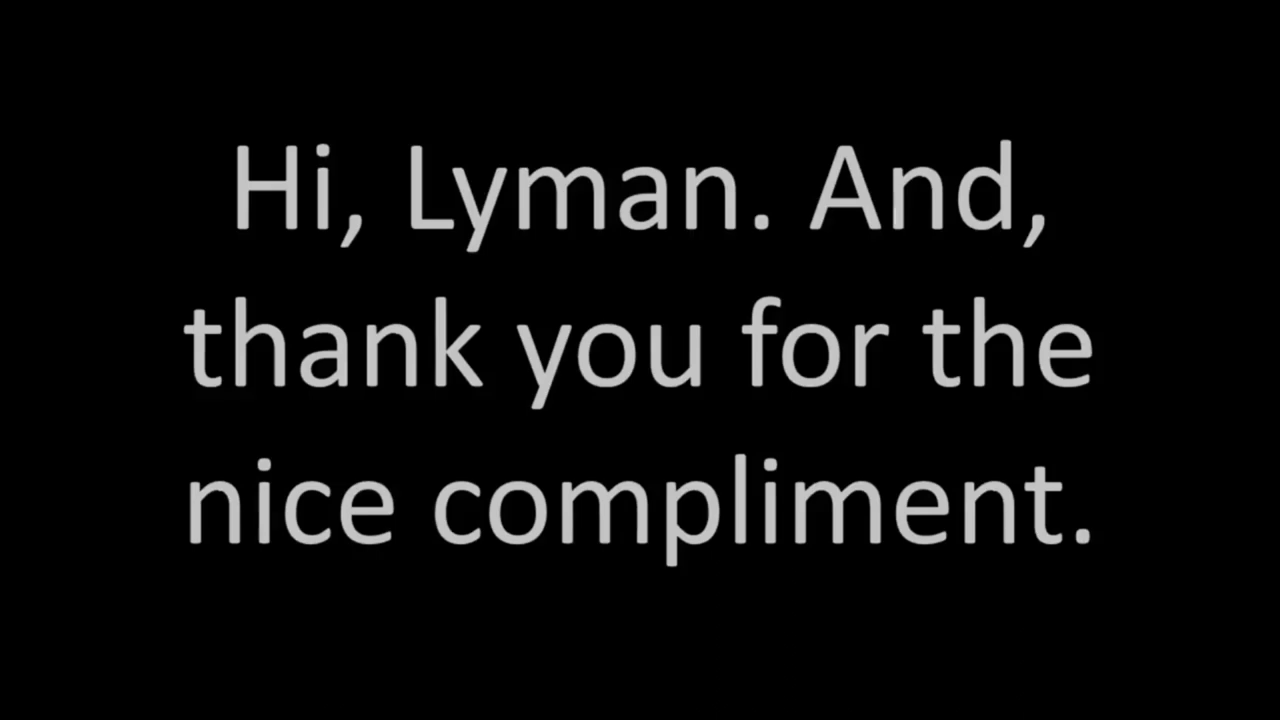 Hi, Lyman. And,
thank you for the
nice compliment.